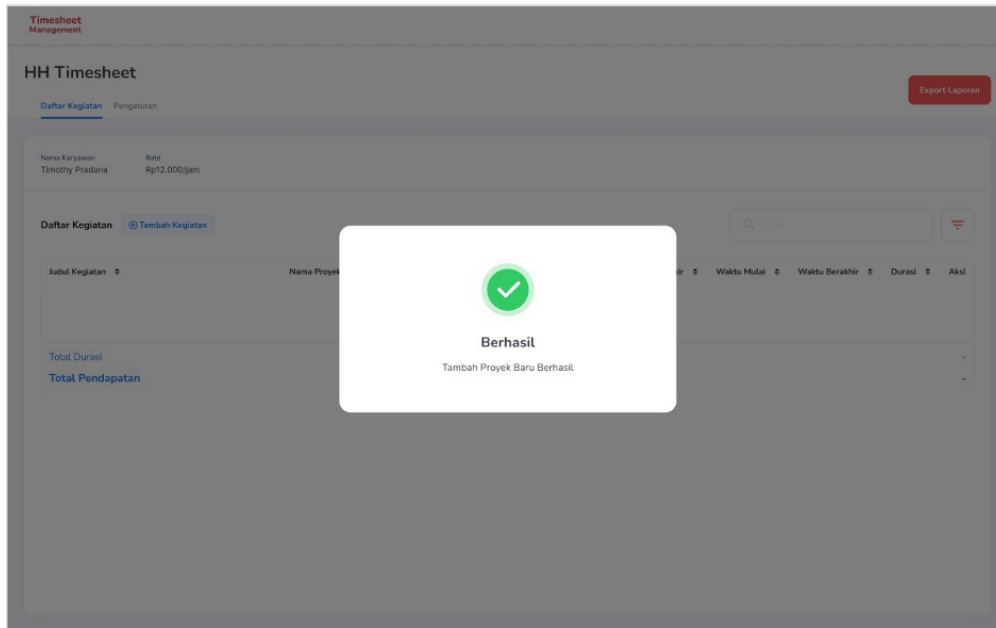 Timesheet
Management
HH Timesheet
Export Laporan
Daftar Kegiatan Pengaturan
Nama Karyawan Rate
Timothy Pradana Rp12.000/jam
Daftar Kegiatan Tambah Kegiatan
Judul Kegiatan Nama Proyek Waktu Mulai Waktu Berakhir Durasi Aksi
Berhasil
Tambah Proyek Baru Berhasil
Total Durasi -
Total Pendapatan -